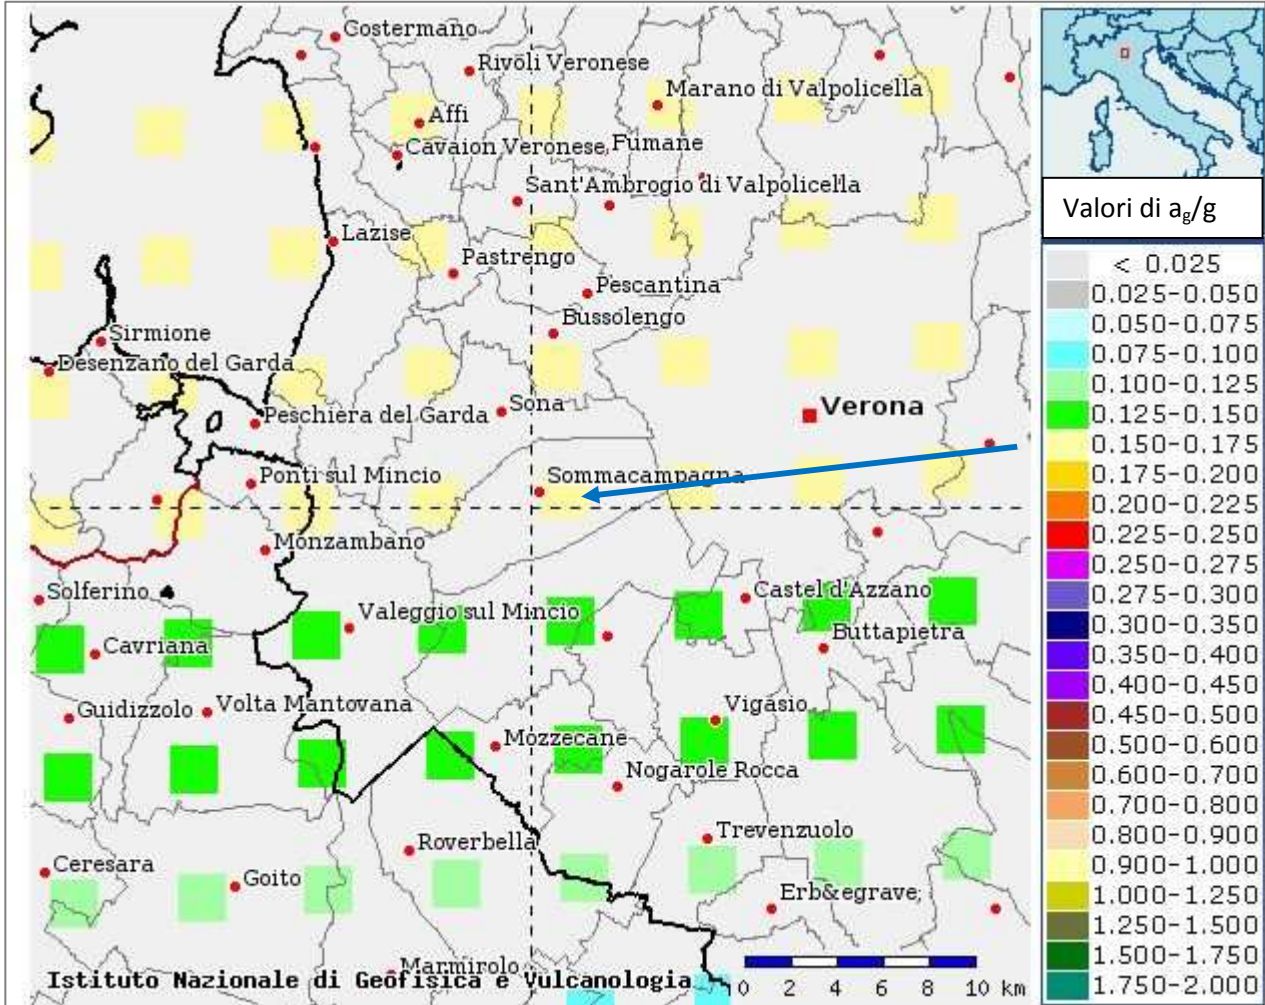 Costermano
Rivoli Veronese
Marano di Valpolicella
Affi
Cavaion Veronese
Fumane
Sant'Ambrogio di Valpolicella
Lazise
Pastrengo
Pescantina
Bussolengo
Sirmione
Desenzano del Garda
Sona
Verona
Peschiera del Garda
Ponti sul Mincio
Sommacampagna
Monzambano
Solferino
Castel d'Azzano
Valeggio sul Mincio
Buttapietra
Cavriana
Guidizzolo
Volta Mantovana
Vigasio
Mozzecane
Nogarole Rocca
Trevenzuolo
Roverbella
Ceresara
Goito
Erb&egrave;
Marmirolo
Istituto Nazionale di Geofisica e Vulcanologia
0 2 4 6 8 10 km
Valori di ag/g
< 0.025
0.025-0.050
0.050-0.075
0.075-0.100
0.100-0.125
0.125-0.150
0.150-0.175
0.175-0.200
0.200-0.225
0.225-0.250
0.250-0.275
0.275-0.300
0.300-0.350
0.350-0.400
0.400-0.450
0.450-0.500
0.500-0.600
0.600-0.700
0.700-0.800
0.800-0.900
0.900-1.000
1.000-1.250
1.250-1.500
1.500-1.750
1.750-2.000